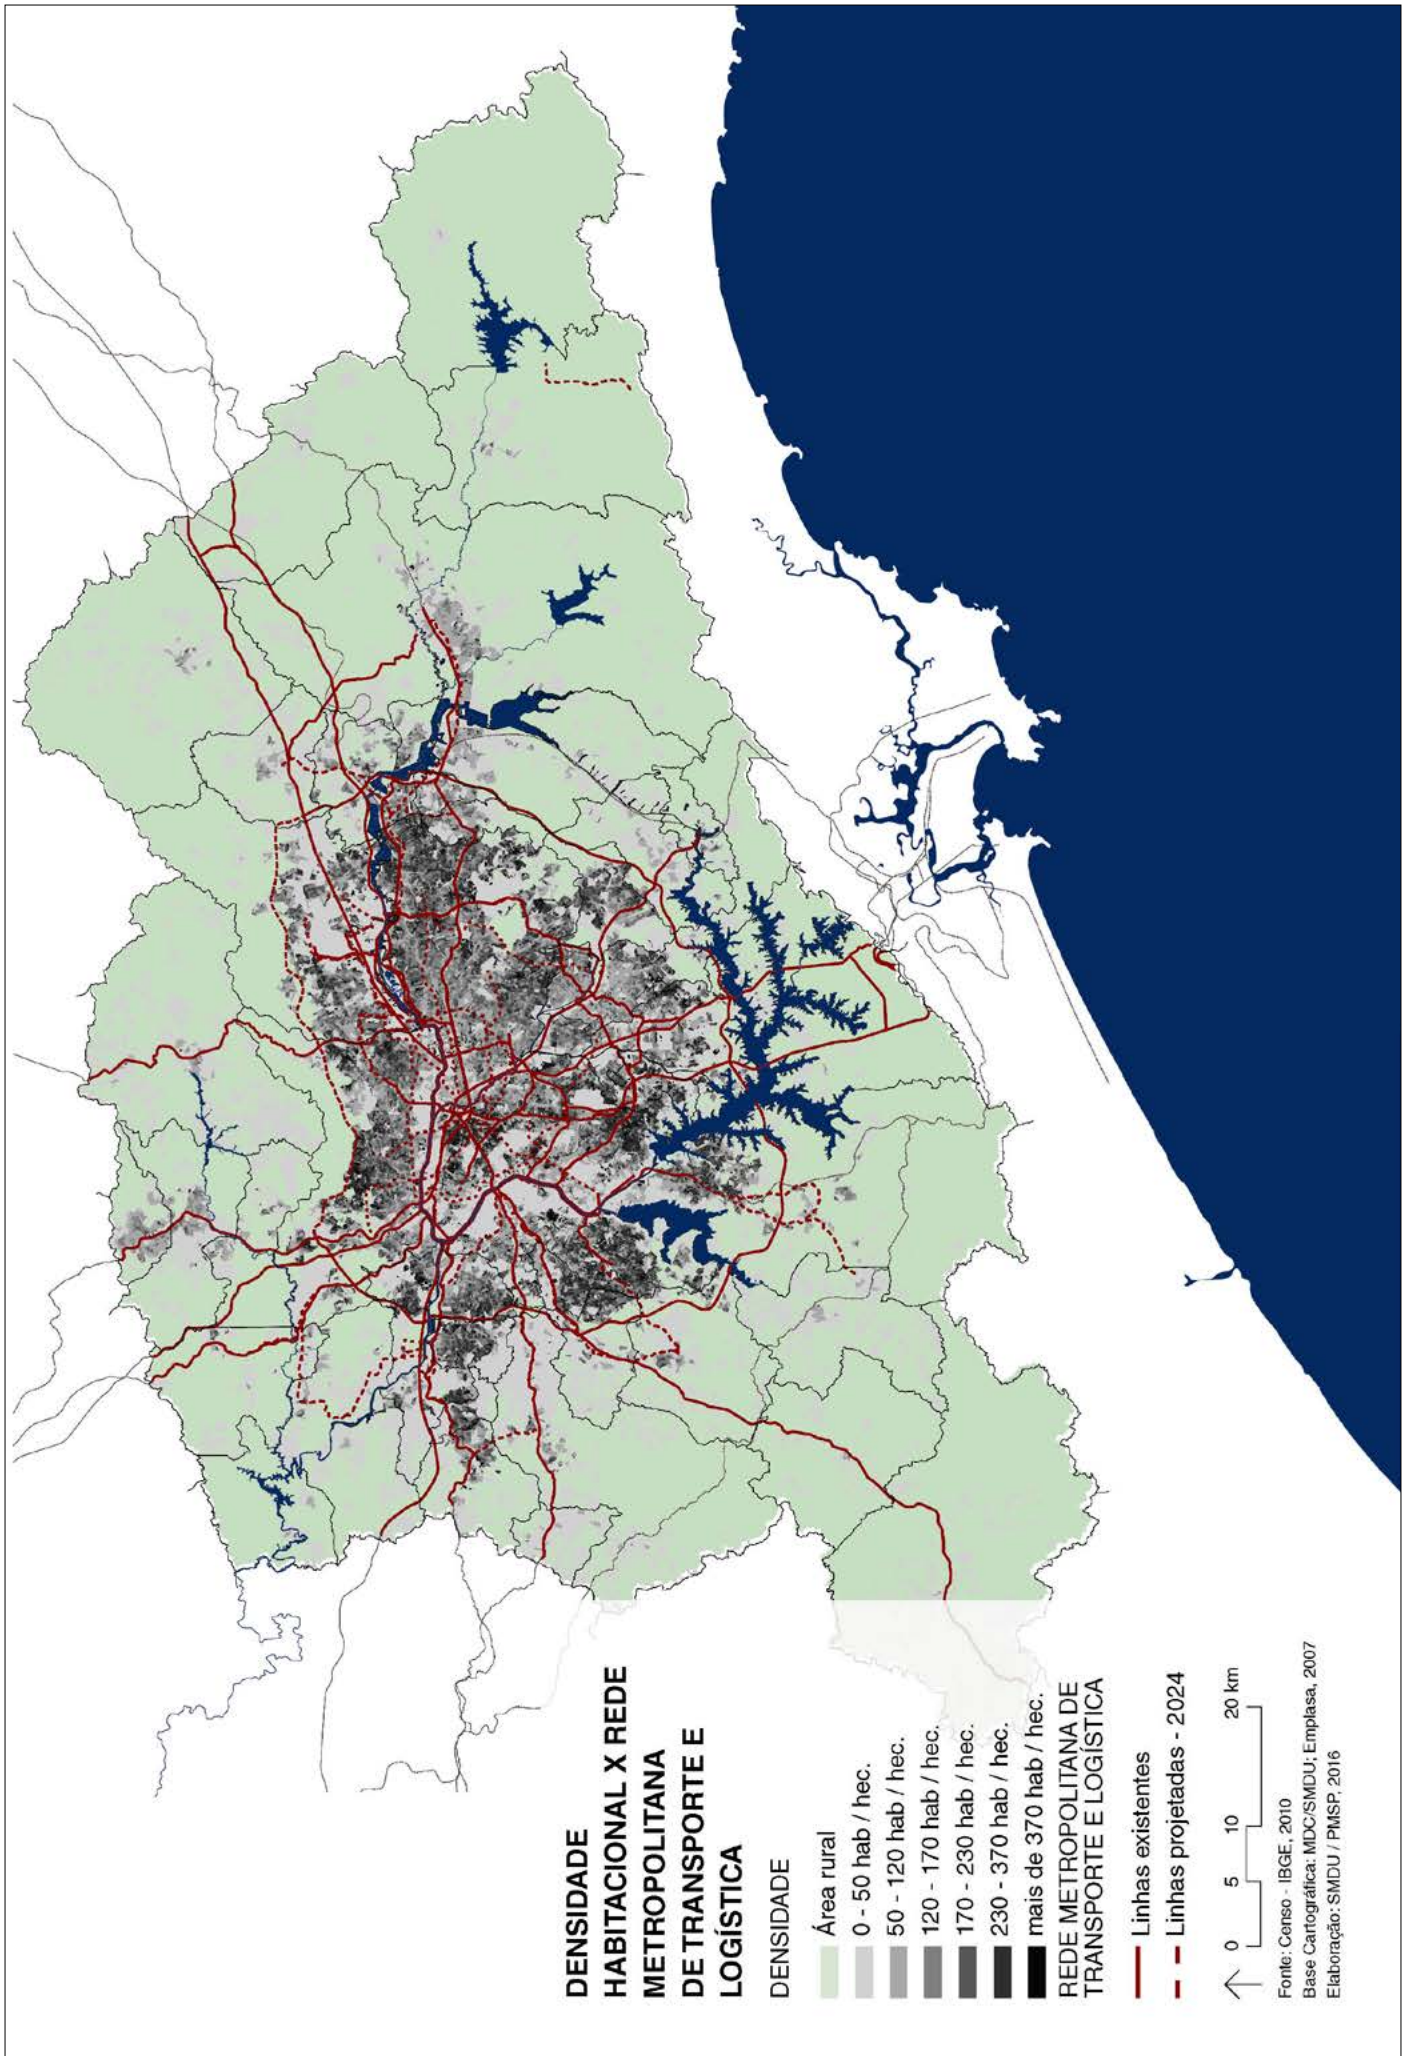 DENSIDADE
HABITACIONAL X REDE
METROPOLITANA
DE TRANSPORTE E
LOGÍSTICA
DENSIDADE
Área rural
0 - 50 hab / hec.
50 - 120 hab / hec.
120 - 170 hab / hec.
170 - 230 hab / hec.
230 - 370 hab / hec.
mais de 370 hab / hec.
REDE METROPOLITANA DE
TRANSPORTE E LOGÍSTICA
Linhas existentes
Linhas projetadas - 2024
0 5 10 20 km
Fonte: Censo - IBGE, 2010
Base Cartográfica: MDC/SMDU; Emplasa, 2007
Elaboração: SMDU / PMSP, 2016